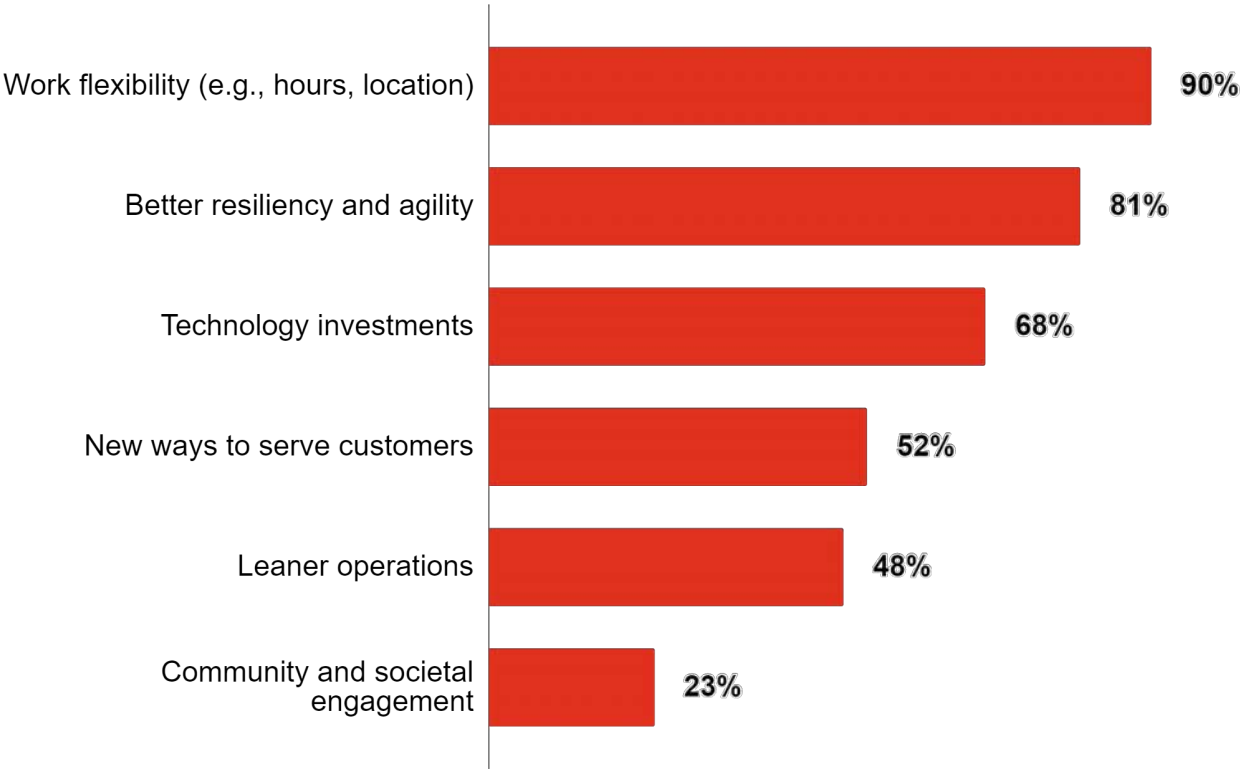 Work flexibility (e.g., hours, location)
90%
Better resiliency and agility
81%
Technology investments
68%
New ways to serve customers
52%
Leaner operations
48%
Community and societal
engagement
23%